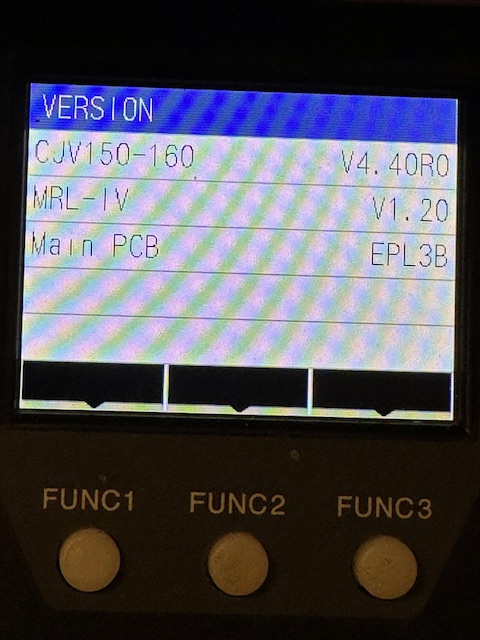 VERSION
CJV150-160 V4.40R0
MRL-IV V1.20
Main PCB EPL3B
FUNC1 FUNC2 FUNC3